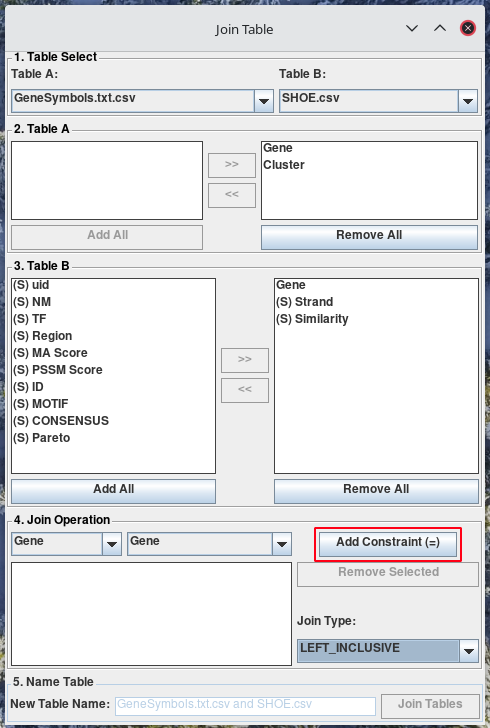 Join Table
1. Table Select
Table A: Table B:
GeneSymbols.txt.csv SHOE.csv
2. Table A
Gene
Cluster
>>
<<
Add All Remove All
3. Table B
(S) uid
(S) NM
(S) TF
(S) Region
(S) MA Score
(S) PSSM Score
(S) ID
(S) MOTIF
(S) CONSENSUS
(S) Pareto
>>
<<
Gene
(S) Strand
(S) Similarity
Add All Remove All
4. Join Operation
Gene Gene Add Constraint (=)
Remove Selected
Join Type:
LEFT_INCLUSIVE
5. Name Table
New Table Name: GeneSymbols.txt.csv and SHOE.csv Join Tables